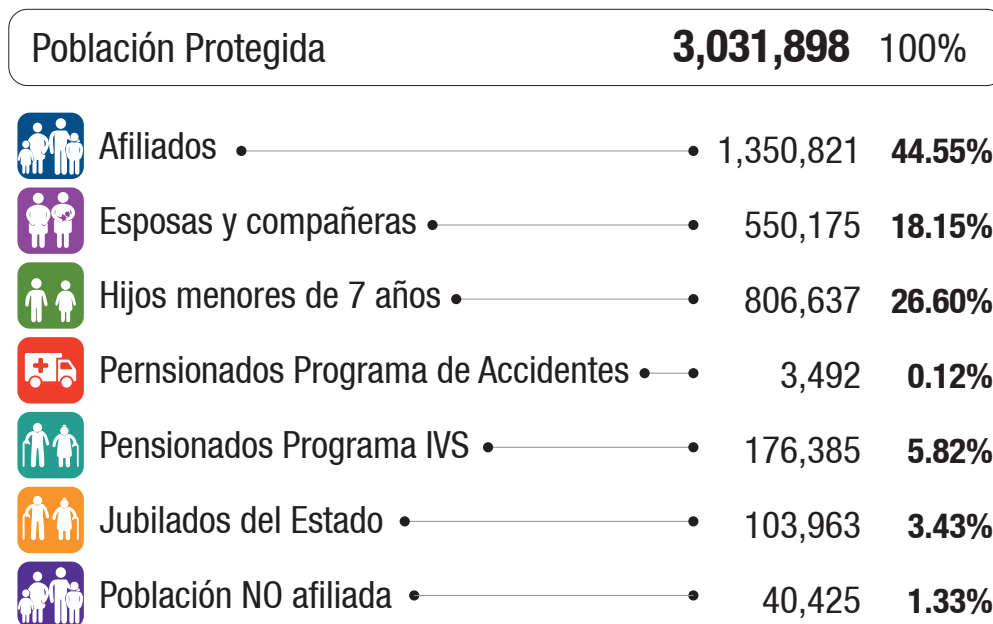 Población Protegida 3,031,898 100%
Afiliados 1,350,821 44.55%
Esposas y compañeras 550,175 18.15%
Hijos menores de 7 años 806,637 26.60%
Pernsionados Programa de Accidentes 3,492 0.12%
Pensionados Programa IVS 176,385 5.82%
Jubilados del Estado 103,963 3.43%
Población NO afiliada 40,425 1.33%